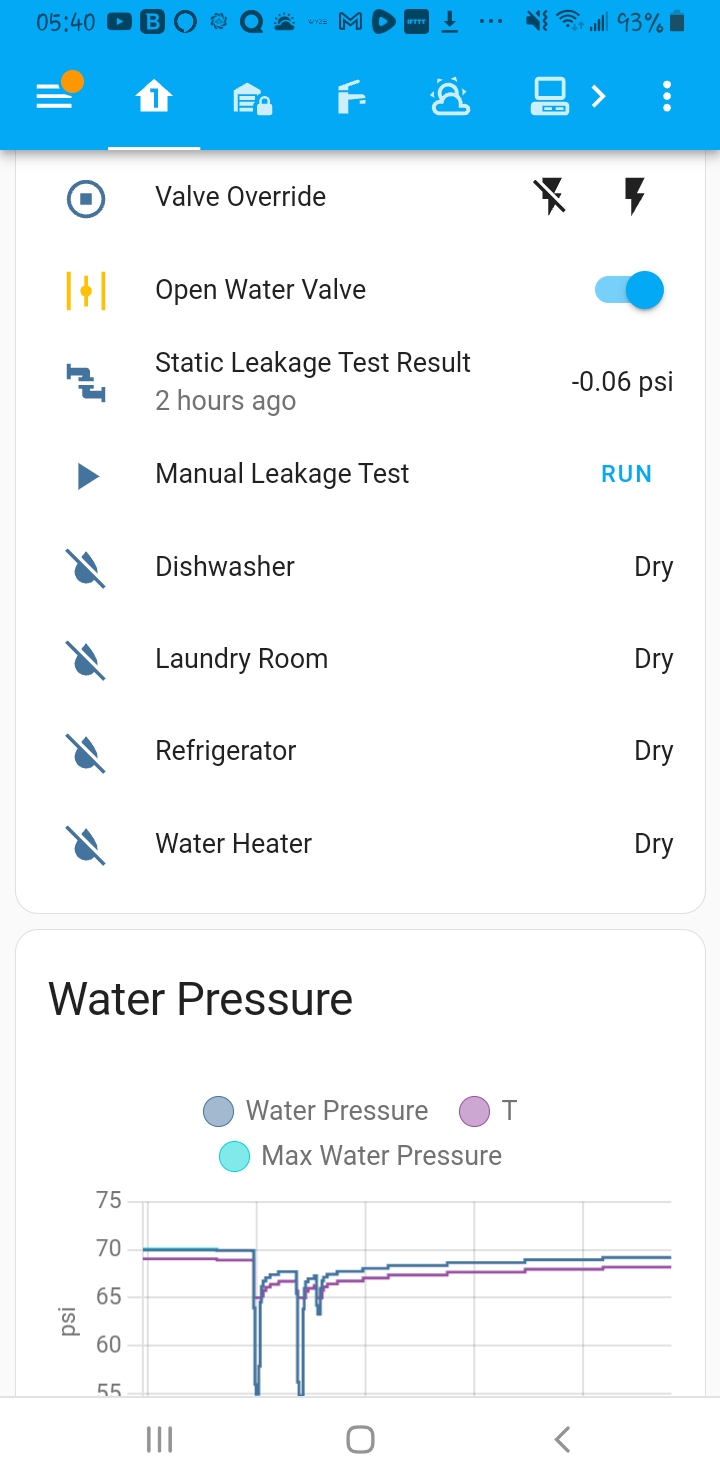 05:40 93%
1
Valve Override
Open Water Valve
Static Leakage Test Result
2 hours ago
-0.06 psi
Manual Leakage Test RUN
Dishwasher Dry
Laundry Room Dry
Refrigerator Dry
Water Heater Dry
Water Pressure
Water Pressure T
Max Water Pressure
75
70
65
60
55
psi